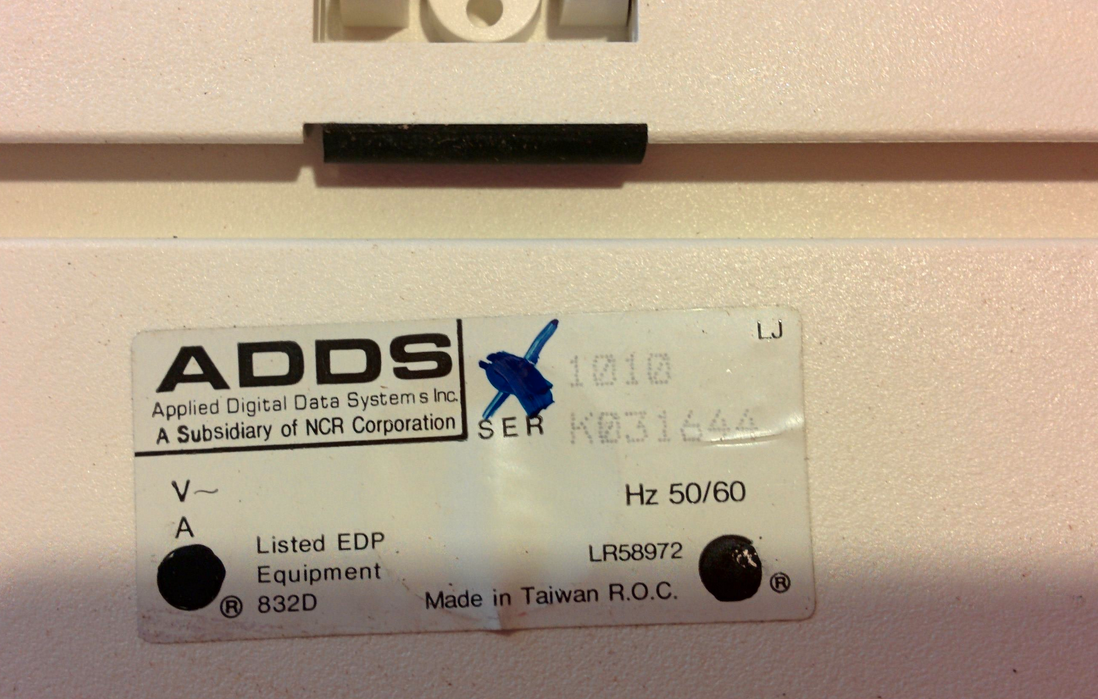 ADDS
Applied Digital Data Systems Inc.
A Subsidiary of NCR Corporation
1010
SER K031644
LJ
V~
A
Hz 50/60
Listed EDP
Equipment
832D
®
LR58972
Made in Taiwan R.O.C.
®